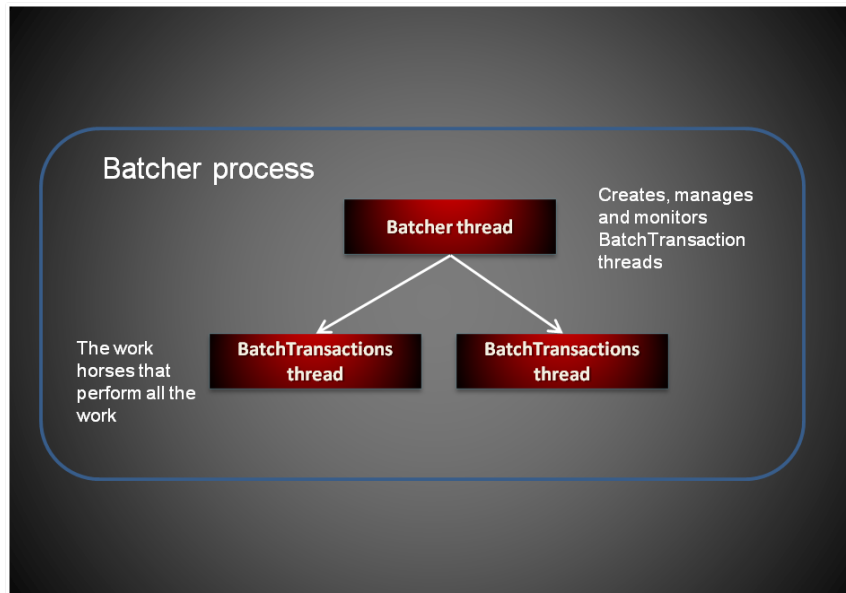 Batcher process
Batcher thread
Creates, manages
and monitors
BatchTransaction
threads
BatchTransactions
thread
BatchTransactions
thread
The work
horses that
perform all the
work